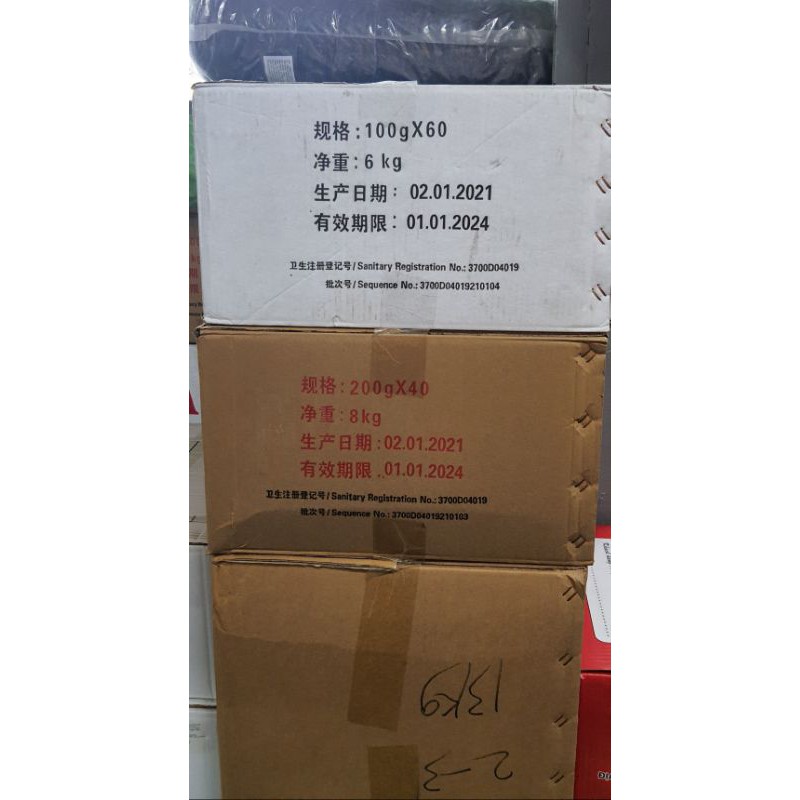 规格:100gX60
净重:6 kg
生产日期: 02.01.2021
有效期限: 01.01.2024
卫生注册登记号/Sanitary Registration No.: 3700D04019
批次号/Sequence No.: 3700D04019210104
规格:200gX40
净重:8kg
生产日期:02.01.2021
有效期限.:01.01.2024
卫生注册登记号/Sanitary Registration No.: 3700D04019
批次号/Sequence No.: 3700D04019210103
13Kg
2-3